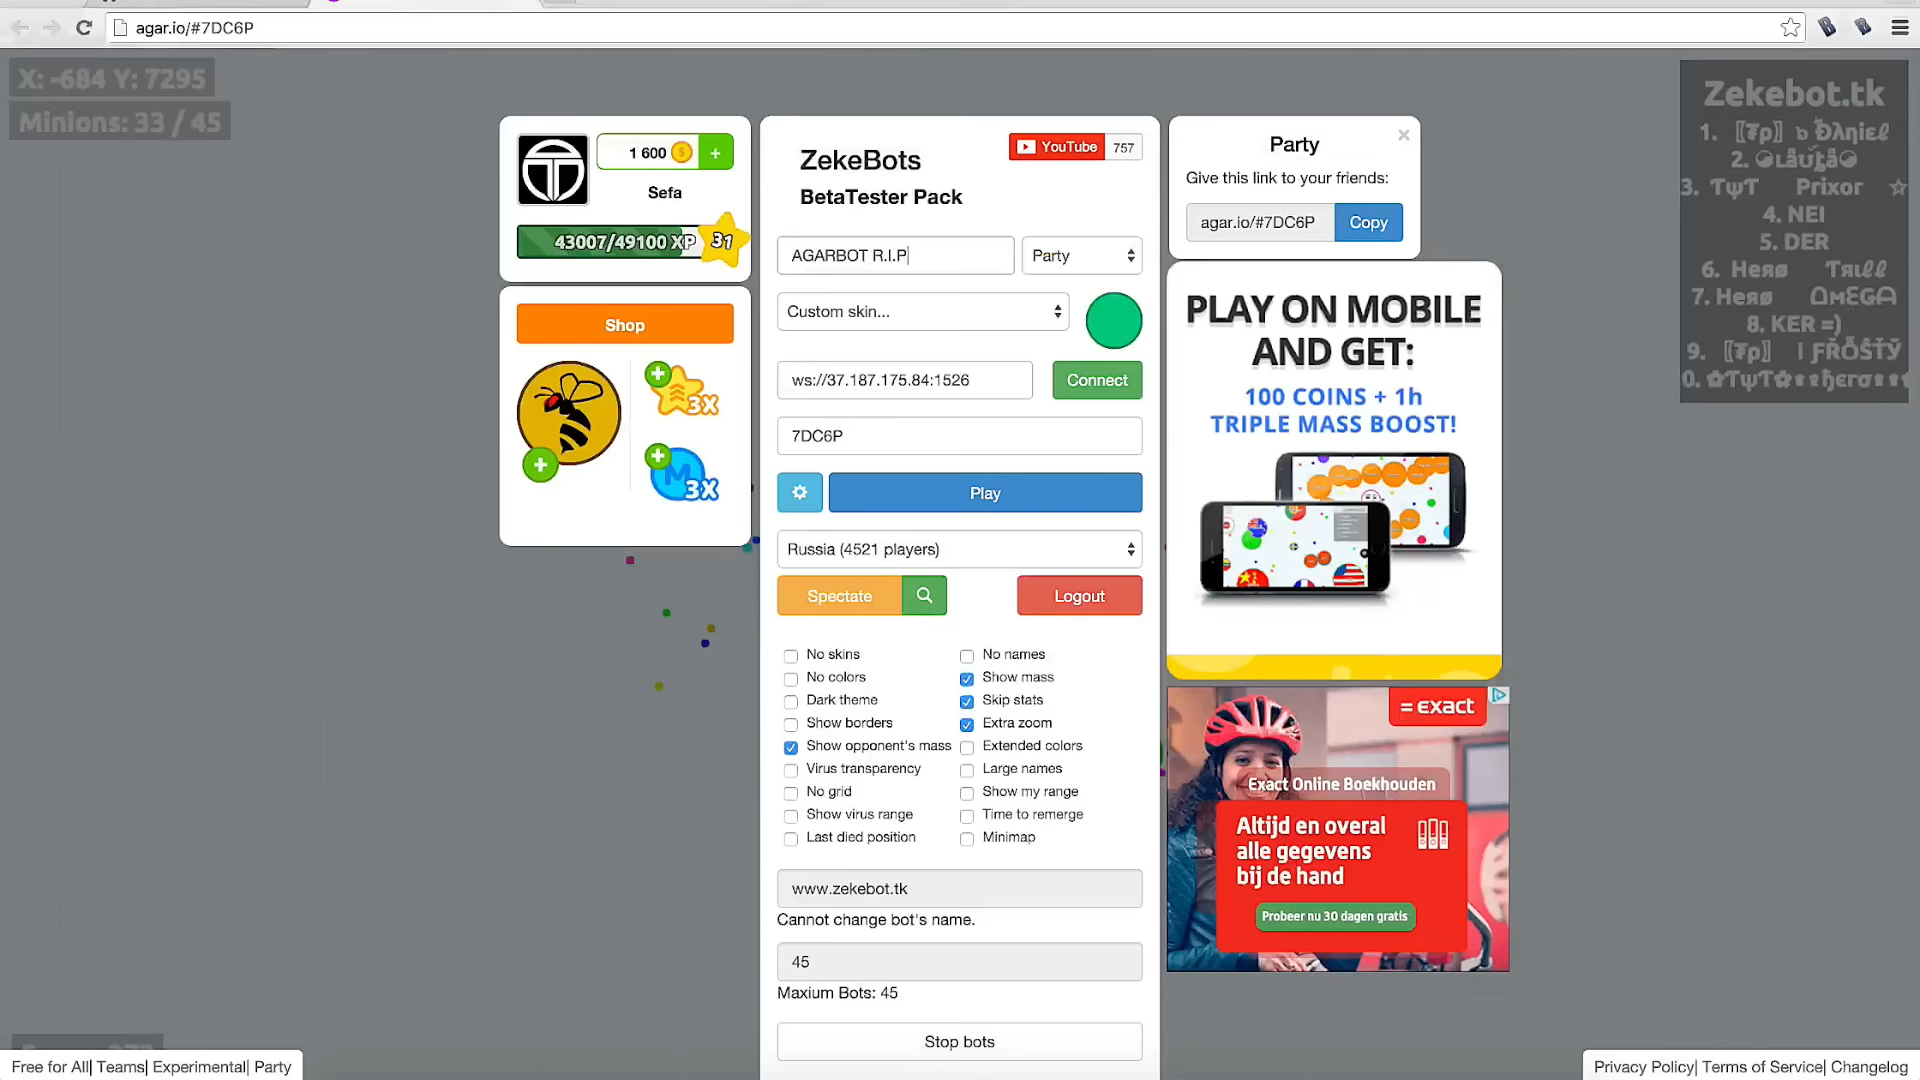 agar.io/#7DC6P
X: -684 Y: 7295
Minions: 33 / 45
1 600
+
Sefa
43007/49100 XP
31
Shop
3X
M
3X
ZekeBots
BetaTester Pack
YouTube 757
AGARBOT R.I.P
Party
Custom skin...
ws://37.187.175.84:1526
Connect
7DC6P
Play
Russia (4521 players)
Spectate
Logout
No skins
No names
No colors
Show mass
Dark theme
Skip stats
Show borders
Extra zoom
Show opponent's mass
Extended colors
Virus transparency
Large names
No grid
Show my range
Show virus range
Time to remerge
Last died position
Minimap
www.zekebot.tk
Cannot change bot's name.
45
Maxium Bots: 45
Stop bots
Party
×
Give this link to your friends:
agar.io/#7DC6P
Copy
PLAY ON MOBILE
AND GET:
100 COINS + 1h
TRIPLE MASS BOOST!
= exact
Exact Online Boekhouden
Altijd en overal
alle gegevens
bij de hand
Probeer nu 30 dagen gratis
Zekebot.tk
4. NEI
5. DER
8. KER =)
Free for All| Teams| Experimental| Party
Privacy Policy| Terms of Service| Changelog